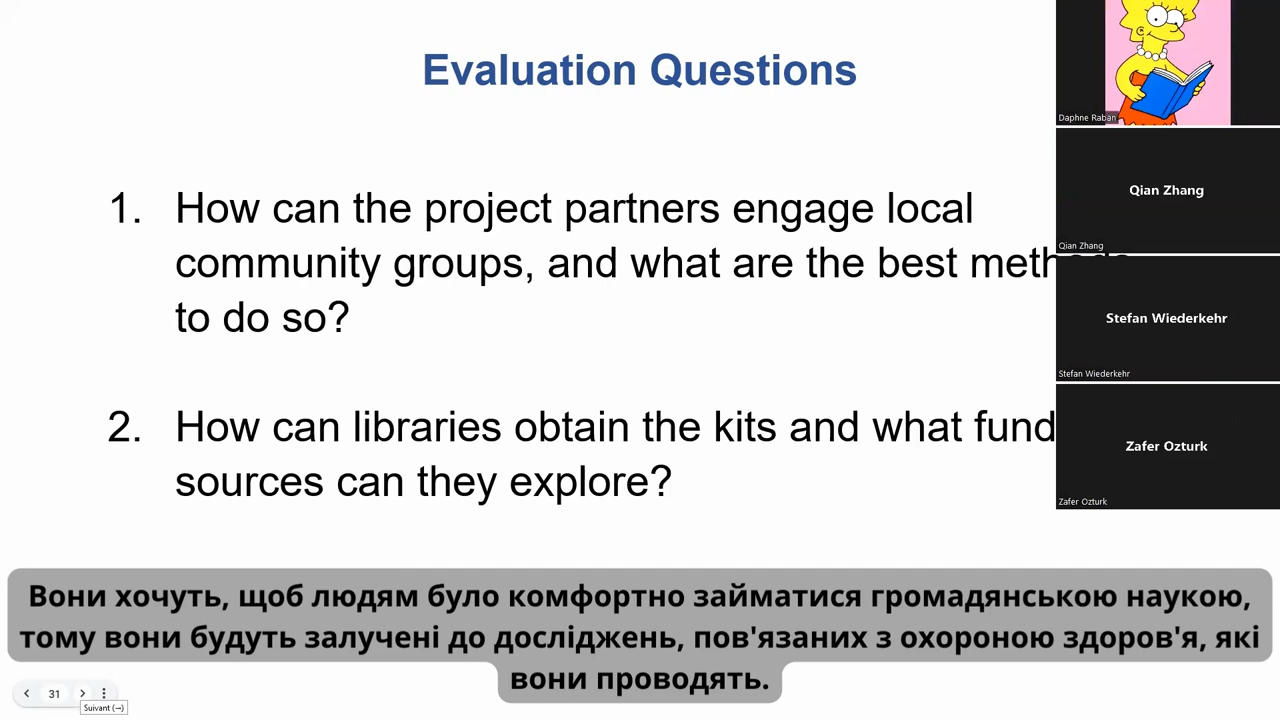 Evaluation Questions
1. How can the project partners engage local
community groups, and what are the best
to do so?
2. How can libraries obtain the kits and what fund
sources can they explore?
Daphne Raban
Qian Zhang
Qian Zhang
Stefan Wiederkehr
Stefan Wiederkehr
Zafer Ozturk
Zafer Ozturk
Вони хочуть, щоб людям було комфортно займатися громадянською наукою,
тому вони будуть залучені до досліджень, пов'язаних з охороною здоров'я, які
вони проводять.
31
Suivant (→)